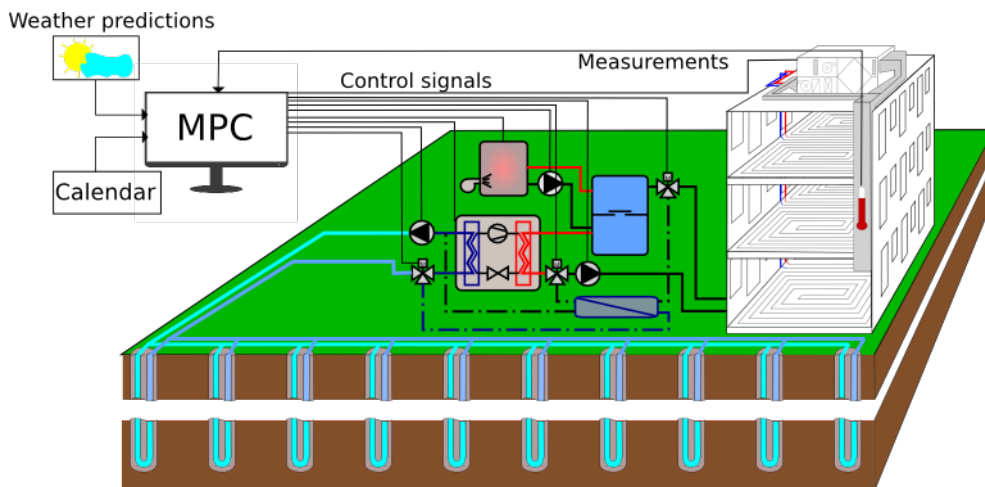 Weather predictions
Control signals
Measurements
MPC
Calendar